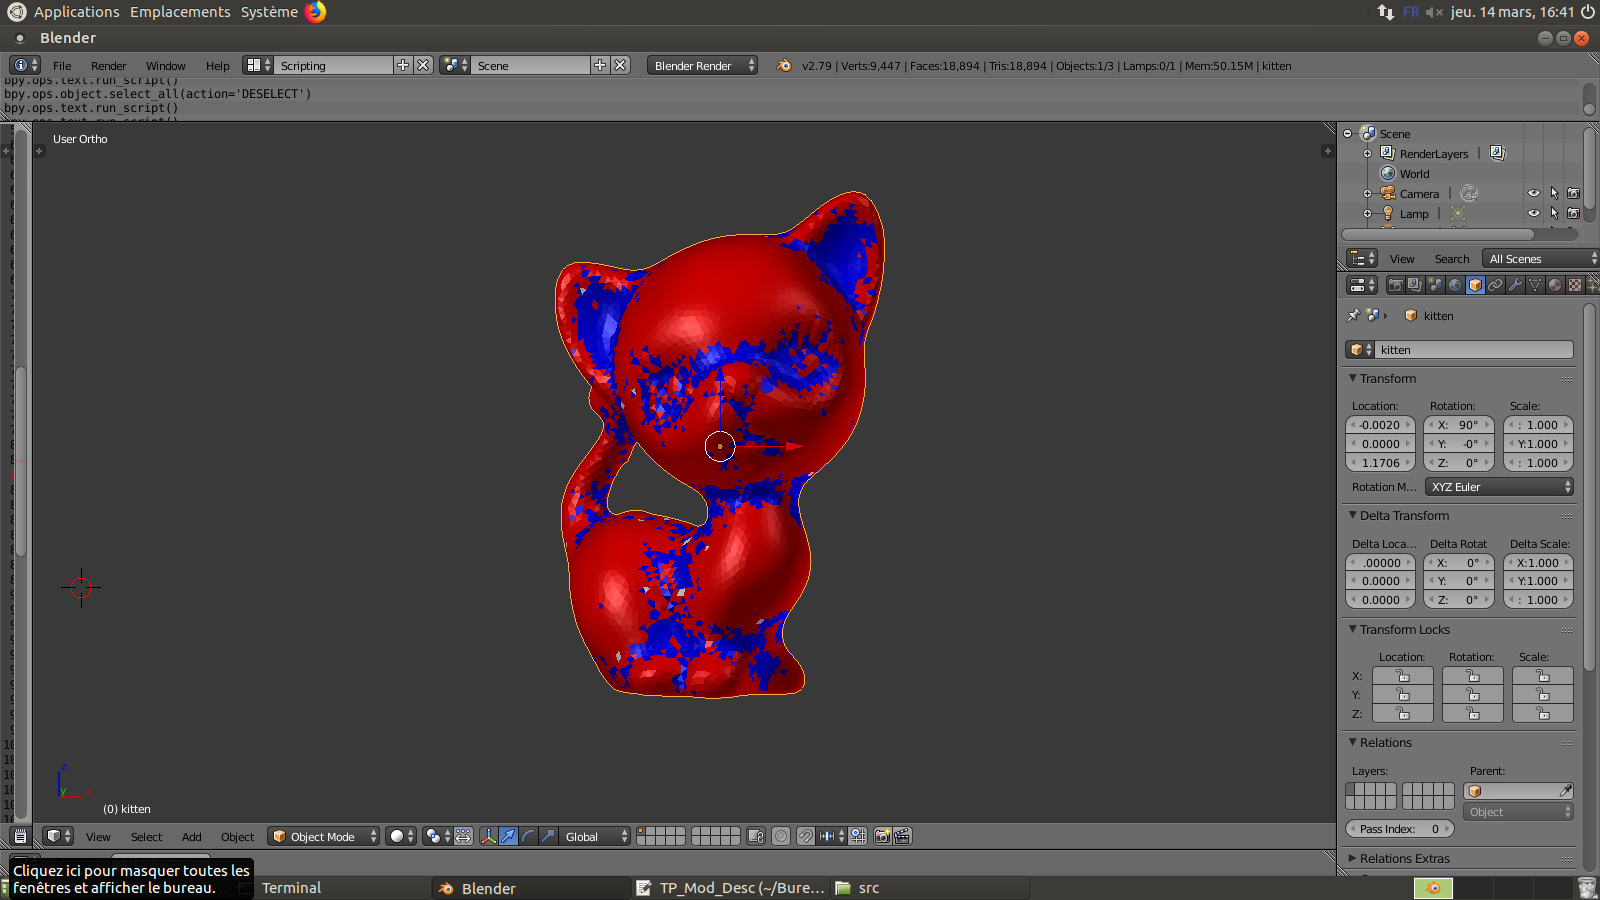 Applications Emplacements Système FR jeu. 14 mars, 16:41
Blender
File Render Window Help Scripting Scene Blender Render v2.79 | Verts:9,447 | Faces:18,894 | Tris:18,894 | Objects:1/3 | Lamps:0/1 | Mem:50.15M | kitten
bpy.ops.text.run_script()
bpy.ops.object.select_all(action='DESELECT')
bpy.ops.text.run_script()
bpy.ops.text.run_script()
User Ortho
Scene
RenderLayers
World
Camera
Lamp
View Search All Scenes
kitten
kitten
Transform
Location: Rotation: Scale:
-0.0020 X: 90° : 1.000
0.0000 Y: -0° Y:1.000
1.1706 Z: 0° : 1.000
Rotation M... XYZ Euler
Delta Transform
Delta Loca... Delta Rotat Delta Scale:
.00000 X: 0° X:1.000
0.0000 Y: 0° Y:1.000
0.0000 Z: 0° : 1.000
Transform Locks
Location: Rotation: Scale:
X:
Y:
Z:
Relations
Layers: Parent:
Object
Pass Index: 0
Relations Extras
z
y x
(0) kitten
View Select Add Object Object Mode Global
Cliquez ici pour masquer toutes les
fenêtres et afficher le bureau.
Terminal Blender TP_Mod_Desc (~/Bure... src